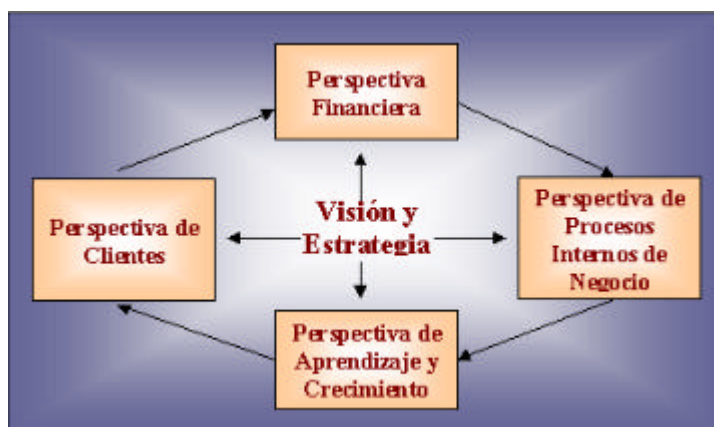 Perspectiva
Financiera
Perspectiva de
Clientes
Visión y
Estrategia
Perspectiva de
Procesos
Internos de
Negocio
Perspectiva de
Aprendizaje y
Crecimiento